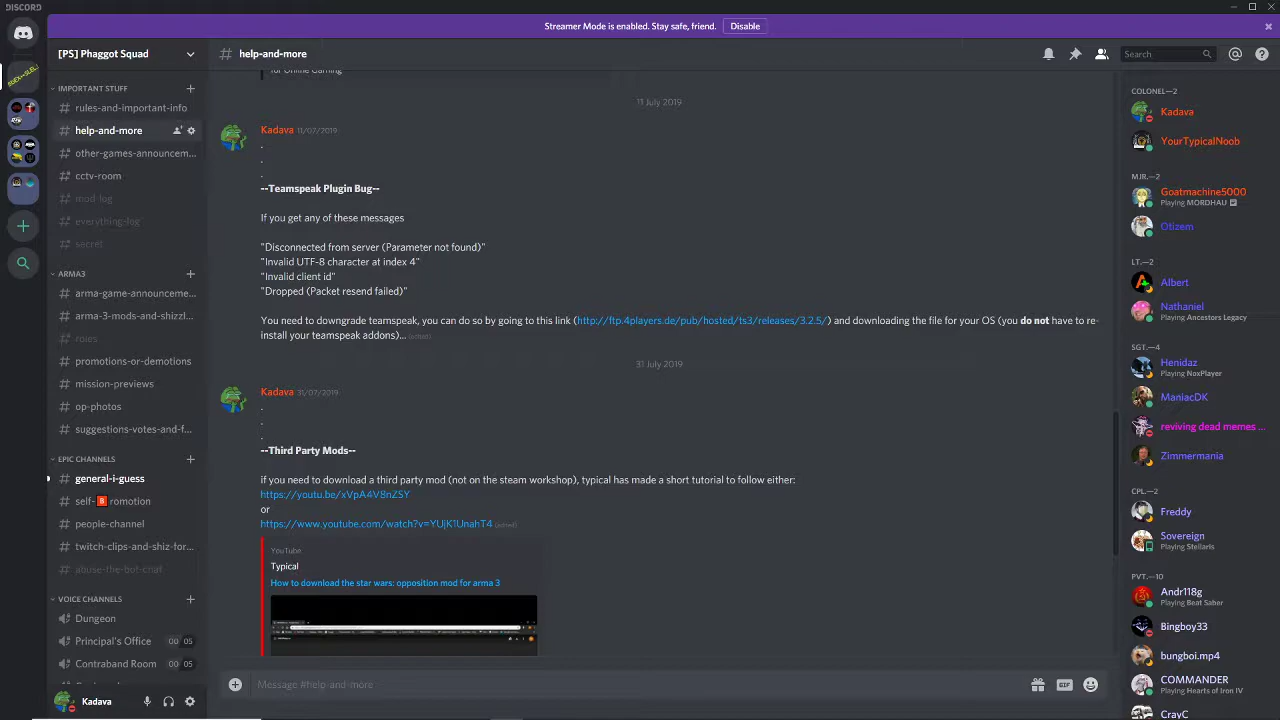 DISCORD
Streamer Mode is enabled. Stay safe, friend.
Disable
[PS] Phaggot Squad
IMPORTANT STUFF
rules-and-important-info
help-and-more
other-games-announcem...
cctv-room
mod-log
everything-log
secret
ARMA3
arma-game-announceme...
arma-3-mods-and-shizzl...
roles
promotions-or-demotions
mission-previews
op-photos
suggestions-votes-and-f...
EPIC CHANNELS
general-i-guess
self-🅱romotion
people-channel
twitch-clips-and-shiz-for...
abuse-the-bot-chat
VOICE CHANNELS
Dungeon
Principal's Office 00 05
Contraband Room 00 05
Kadava
# help-and-more
Search
for Online Gaming
11 July 2019
Kadava 11/07/2019
.
.
.
--Teamspeak Plugin Bug--
If you get any of these messages
"Disconnected from server (Parameter not found)"
"Invalid UTF-8 character at index 4"
"Invalid client id"
"Dropped (Packet resend failed)"
You need to downgrade teamspeak, you can do so by going to this link (http://ftp.4players.de/pub/hosted/ts3/releases/3.2.5/) and downloading the file for your OS (you do not have to re-
install your teamspeak addons)... (edited)
31 July 2019
Kadava 31/07/2019
.
.
.
--Third Party Mods--
if you need to download a third party mod (not on the steam workshop), typical has made a short tutorial to follow either:
https://youtu.be/xVpA4V8nZSY
or
https://www.youtube.com/watch?v=YUjK1UnahT4 (edited)
YouTube
Typical
How to download the star wars: opposition mod for arma 3
Message #help-and-more
GIF
COLONEL—2
Kadava
YourTypicalNoob
MJR.—2
Goatmachine5000
Playing MORDHAU
Otizem
LT.—2
Albert
Nathaniel
Playing Ancestors Legacy
SGT.—4
Henidaz
Playing NoxPlayer
ManiacDK
reviving dead memes ...
Zimmermania
CPL.—2
Freddy
Sovereign
Playing Stellaris
PVT.—10
Andr118g
Playing Beat Saber
Bingboy33
bungboi.mp4
COMMANDER
Playing Hearts of Iron IV
CrayC